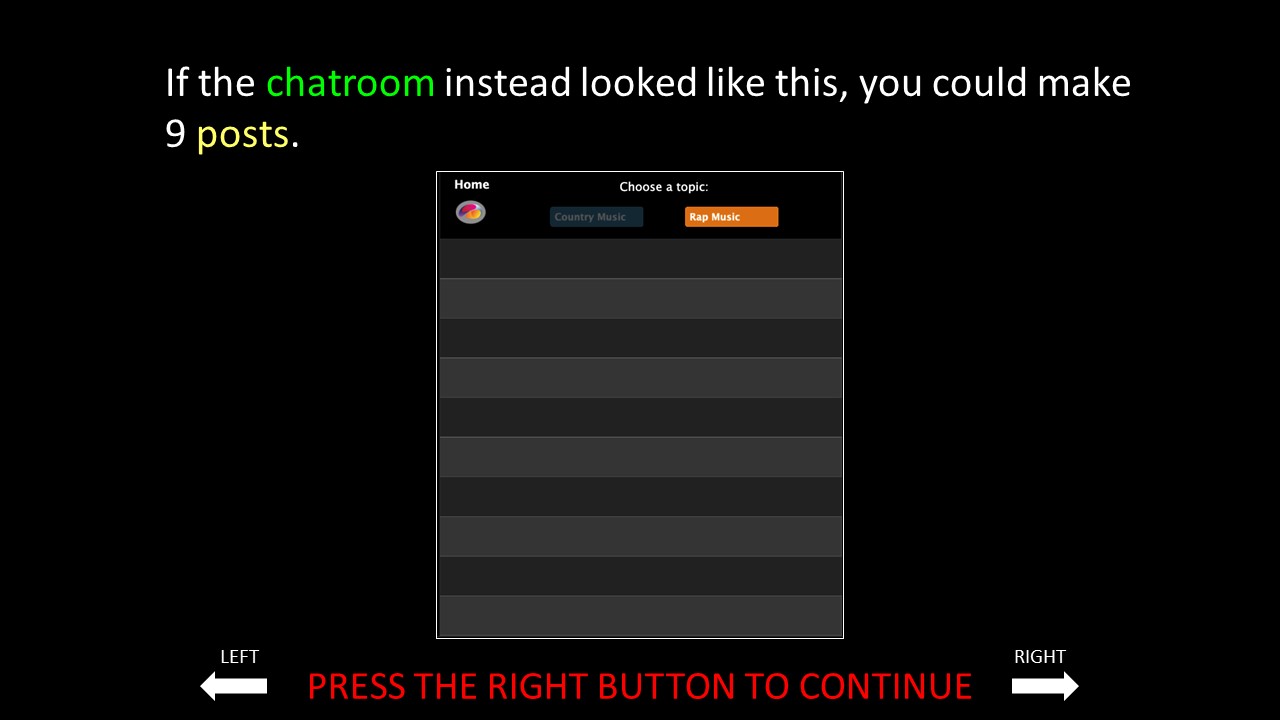 If the chatroom instead looked like this, you could make
9 posts.
Home
Choose a topic:
Country Music
Rap Music
LEFT
RIGHT
PRESS THE RIGHT BUTTON TO CONTINUE